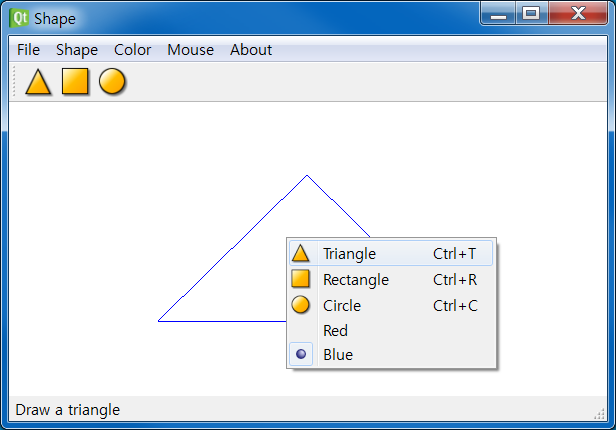 Qt Shape
File Shape Color Mouse About
Triangle Ctrl+T
Rectangle Ctrl+R
Circle Ctrl+C
Red
Blue
Draw a triangle